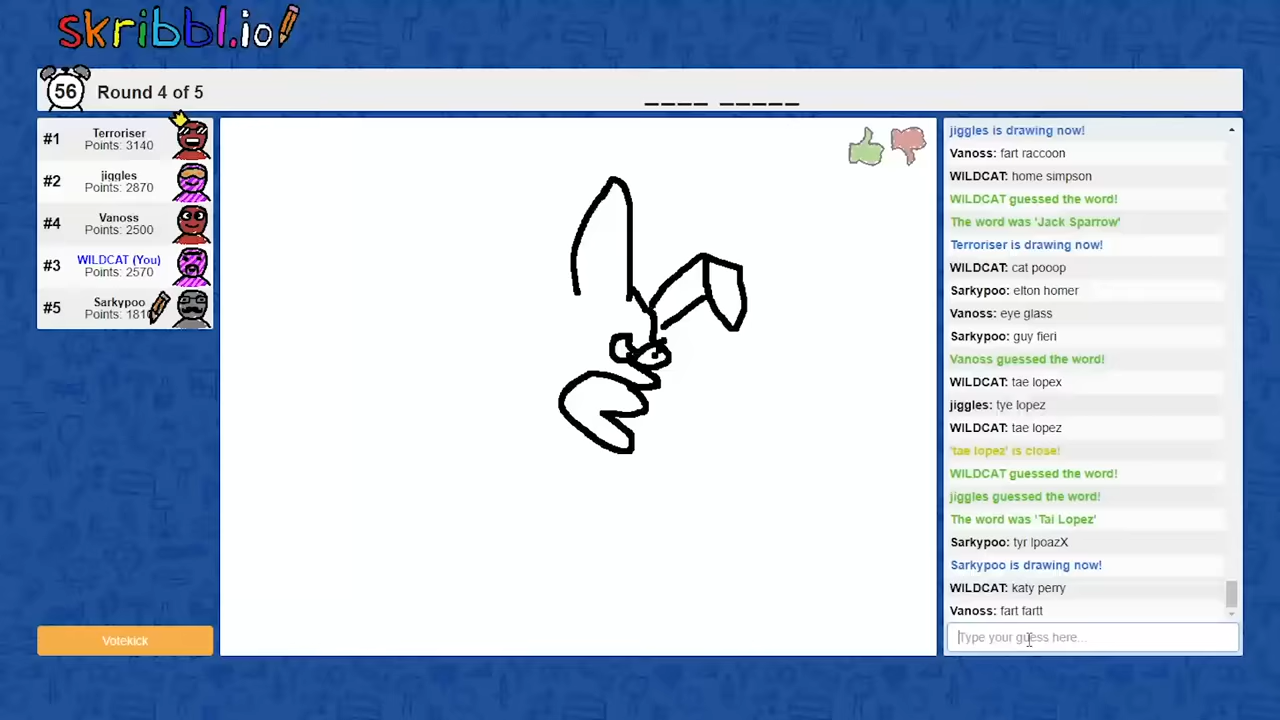 skribbl.io
56
Round 4 of 5
____ _____
#1
Terroriser
Points: 3140
#2
jiggles
Points: 2870
#4
Vanoss
Points: 2500
#3
WILDCAT (You)
Points: 2570
#5
Sarkypoo
Points: 1810
Votekick
jiggles is drawing now!
Vanoss: fart raccoon
WILDCAT: home simpson
WILDCAT guessed the word!
The word was 'Jack Sparrow'
Terroriser is drawing now!
WILDCAT: cat pooop
Sarkypoo: elton homer
Vanoss: eye glass
Sarkypoo: guy fieri
Vanoss guessed the word!
WILDCAT: tae lopex
jiggles: tye lopez
WILDCAT: tae lopez
'tae lopez' is close!
WILDCAT guessed the word!
jiggles guessed the word!
The word was 'Tai Lopez'
Sarkypoo: tyr lpoazX
Sarkypoo is drawing now!
WILDCAT: katy perry
Vanoss: fart fartt
Type your guess here...